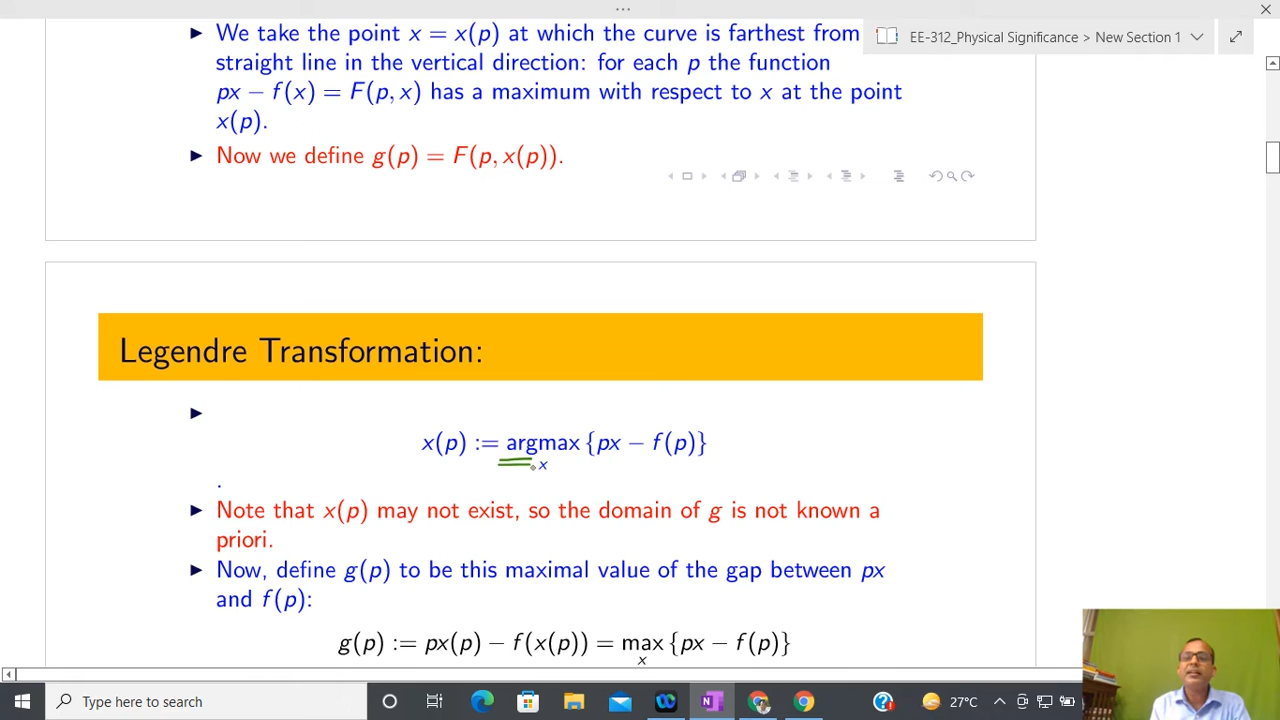 We take the point x = x(p) at which the curve is farthest from
straight line in the vertical direction: for each p the function
px − f(x) = F(p, x) has a maximum with respect to x at the point
x(p).
Now we define g(p) = F(p, x(p)).
EE-312_Physical Significance > New Section 1
Legendre Transformation:
x(p) := argmax {px − f(p)}
x
.
Note that x(p) may not exist, so the domain of g is not known a
priori.
Now, define g(p) to be this maximal value of the gap between px
and f(p):
g(p) := px(p) − f(x(p)) = max {px − f(p)}
x
Type here to search
27°C